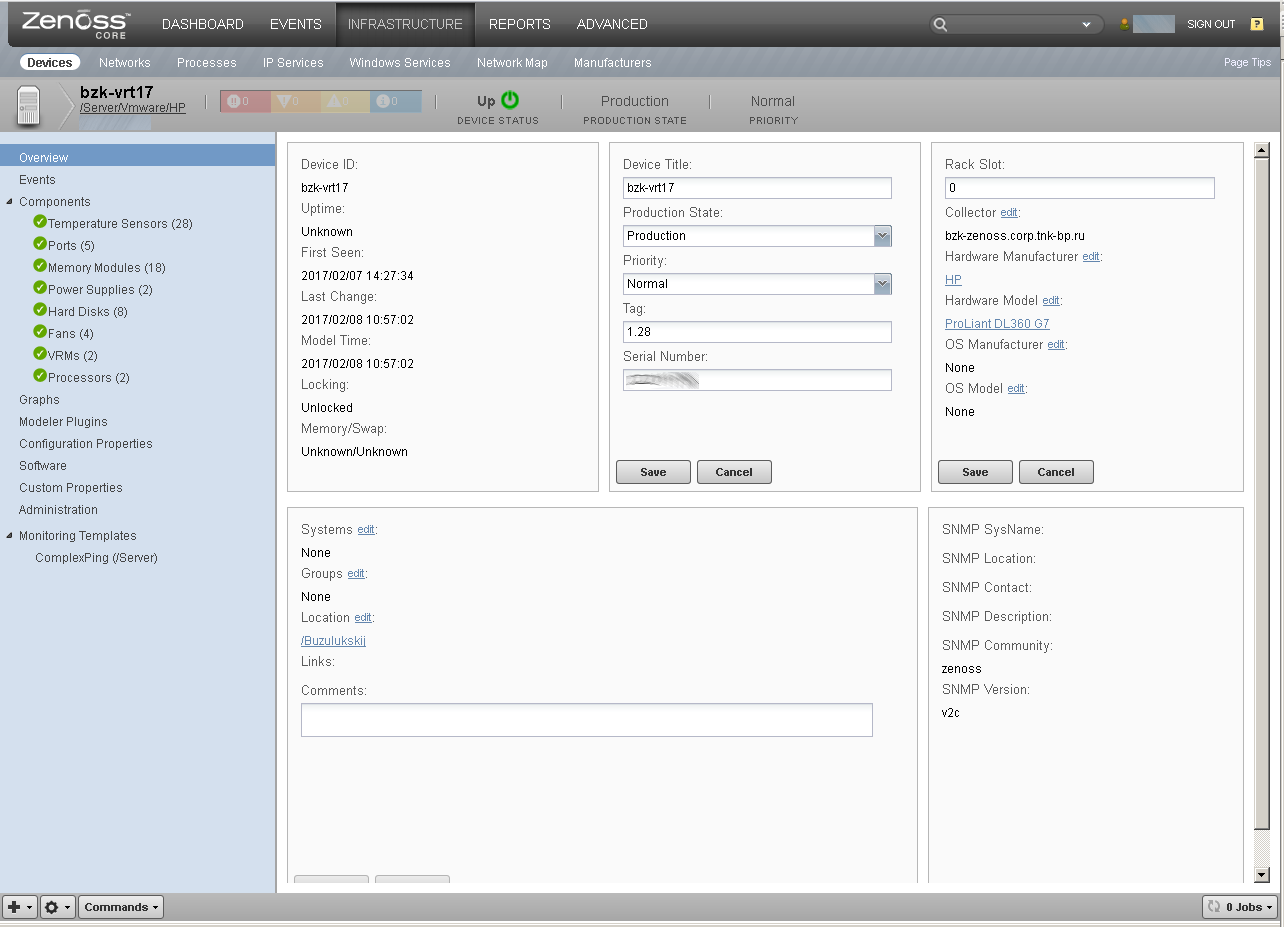 Zenoss CORE
DASHBOARD EVENTS INFRASTRUCTURE REPORTS ADVANCED SIGN OUT ?
Devices Networks Processes IP Services Windows Services Network Map Manufacturers Page Tips
bzk-vrt17
/Server/Vmware/HP
0 0 0 0
Up
DEVICE STATUS
Production
PRODUCTION STATE
Normal
PRIORITY
Overview
Events
Components
Temperature Sensors (28)
Ports (5)
Memory Modules (18)
Power Supplies (2)
Hard Disks (8)
Fans (4)
VRMs (2)
Processors (2)
Graphs
Modeler Plugins
Configuration Properties
Software
Custom Properties
Administration
Monitoring Templates
ComplexPing (/Server)
Device ID:
bzk-vrt17
Uptime:
Unknown
First Seen:
2017/02/07 14:27:34
Last Change:
2017/02/08 10:57:02
Model Time:
2017/02/08 10:57:02
Locking:
Unlocked
Memory/Swap:
Unknown/Unknown
Device Title:
bzk-vrt17
Production State:
Production
Priority:
Normal
Tag:
1.28
Serial Number:
Save Cancel
Rack Slot:
0
Collector edit:
bzk-zenoss.corp.tnk-bp.ru
Hardware Manufacturer edit:
HP
Hardware Model edit:
ProLiant DL360 G7
OS Manufacturer edit:
None
OS Model edit:
None
Save Cancel
Systems edit:
None
Groups edit:
None
Location edit:
/Buzulukskij
Links:
Comments:
SNMP SysName:
SNMP Location:
SNMP Contact:
SNMP Description:
SNMP Community:
zenoss
SNMP Version:
v2c
Commands
0 Jobs